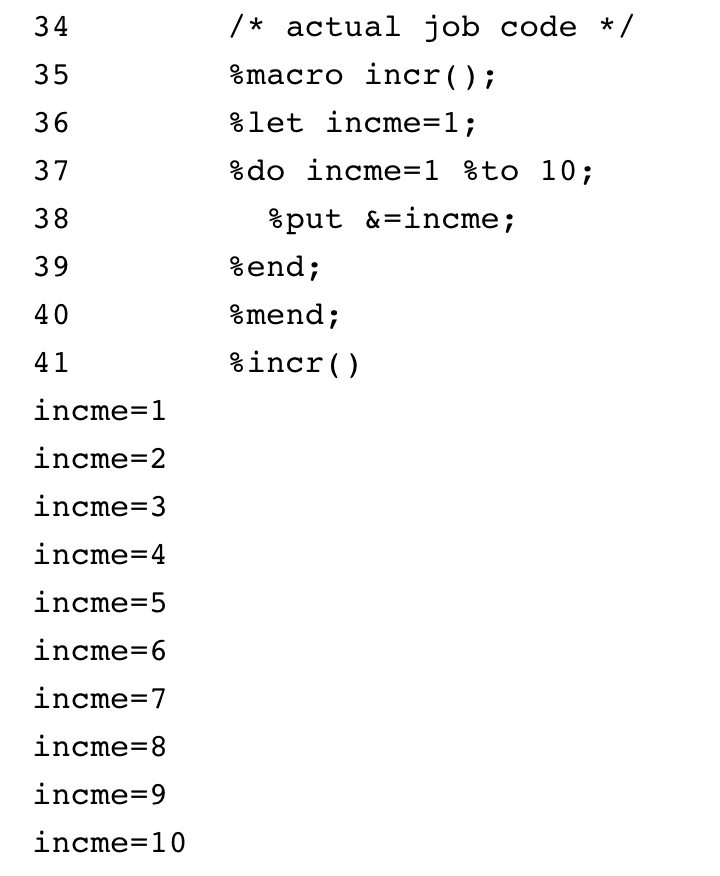 34 /* actual job code */
35 %macro incr();
36 %let incme=1;
37 %do incme=1 %to 10;
38 %put &=incme;
39 %end;
40 %mend;
41 %incr()
incme=1
incme=2
incme=3
incme=4
incme=5
incme=6
incme=7
incme=8
incme=9
incme=10